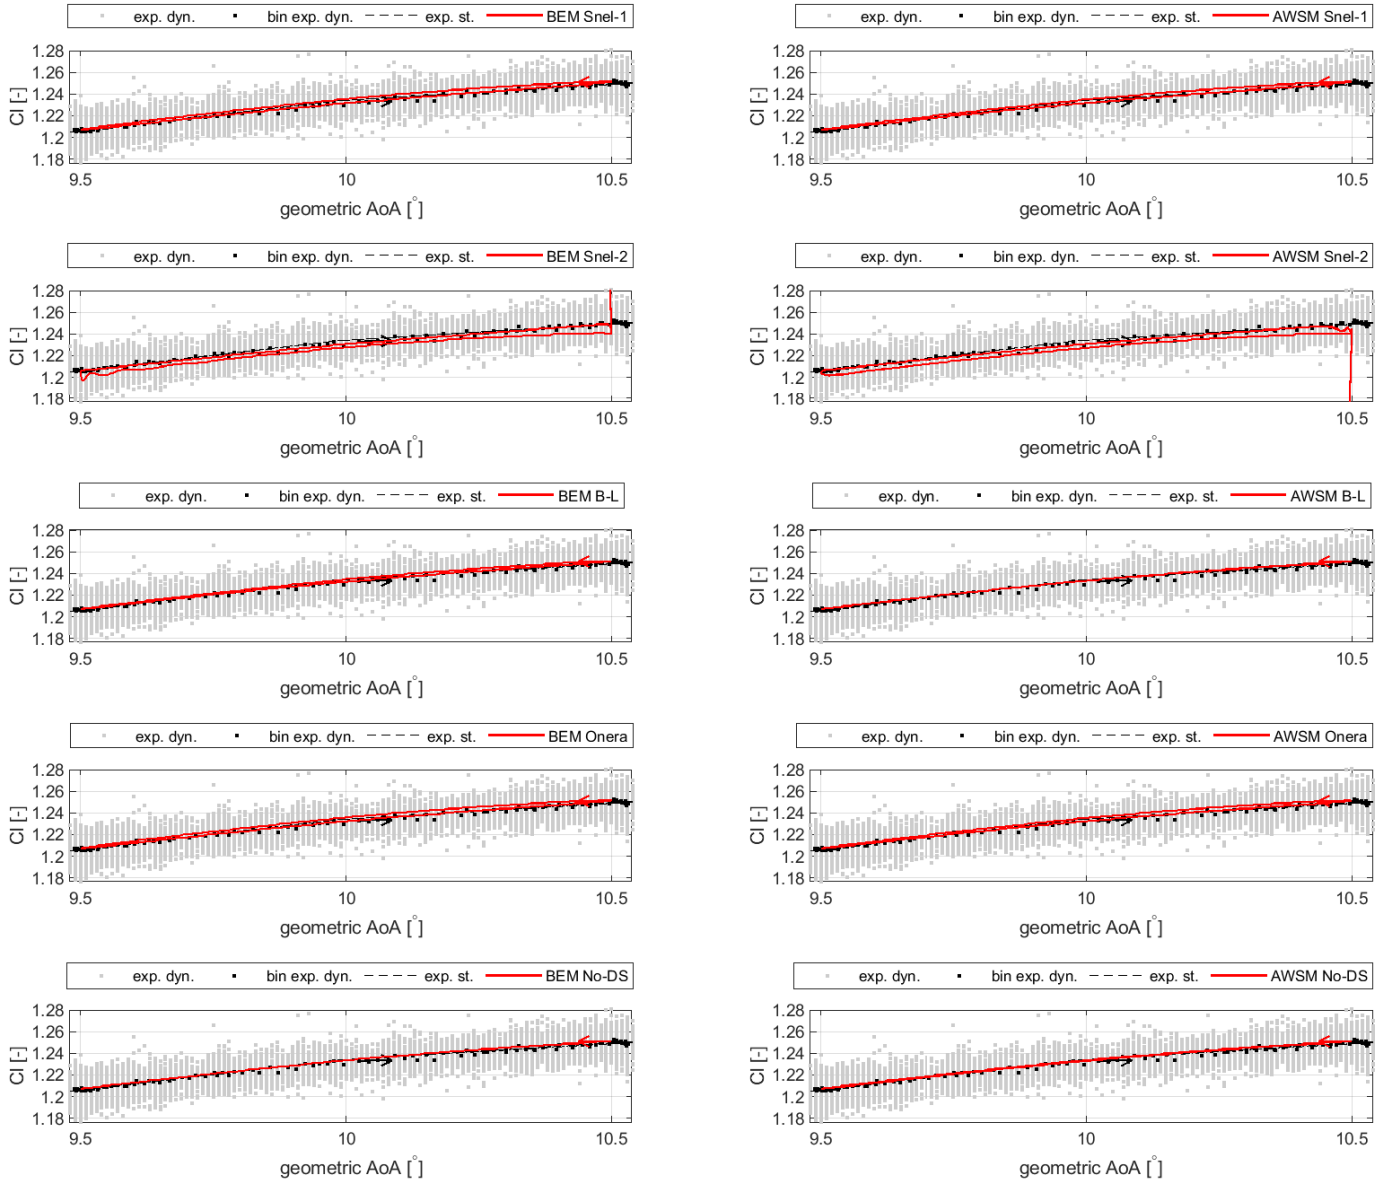 exp. dyn. bin exp. dyn. exp. st. BEM Snel-1
1.28
1.26
1.24
1.22
1.2
1.18
Cl [-]
9.5 10 10.5
geometric AoA [°]
exp. dyn. bin exp. dyn. exp. st. AWSM Snel-1
1.28
1.26
1.24
1.22
1.2
1.18
Cl [-]
9.5 10 10.5
geometric AoA [°]
exp. dyn. bin exp. dyn. exp. st. BEM Snel-2
1.28
1.26
1.24
1.22
1.2
1.18
Cl [-]
9.5 10 10.5
geometric AoA [°]
exp. dyn. bin exp. dyn. exp. st. AWSM Snel-2
1.28
1.26
1.24
1.22
1.2
1.18
Cl [-]
9.5 10 10.5
geometric AoA [°]
exp. dyn. bin exp. dyn. exp. st. BEM B-L
1.28
1.26
1.24
1.22
1.2
1.18
Cl [-]
9.5 10 10.5
geometric AoA [°]
exp. dyn. bin exp. dyn. exp. st. AWSM B-L
1.28
1.26
1.24
1.22
1.2
1.18
Cl [-]
9.5 10 10.5
geometric AoA [°]
exp. dyn. bin exp. dyn. exp. st. BEM Onera
1.28
1.26
1.24
1.22
1.2
1.18
Cl [-]
9.5 10 10.5
geometric AoA [°]
exp. dyn. bin exp. dyn. exp. st. AWSM Onera
1.28
1.26
1.24
1.22
1.2
1.18
Cl [-]
9.5 10 10.5
geometric AoA [°]
exp. dyn. bin exp. dyn. exp. st. BEM No-DS
1.28
1.26
1.24
1.22
1.2
1.18
Cl [-]
9.5 10 10.5
geometric AoA [°]
exp. dyn. bin exp. dyn. exp. st. AWSM No-DS
1.28
1.26
1.24
1.22
1.2
1.18
Cl [-]
9.5 10 10.5
geometric AoA [°]